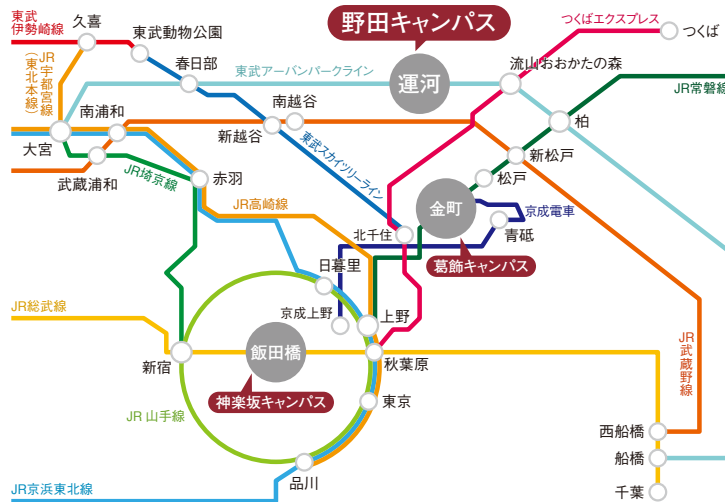 東武
伊勢崎線
久喜
東武動物公園
野田キャンパス
つくばエクスプレス
つくば
JR宇都宮線
(東北本線)
春日部
東武アーバンパークライン
運河
流山おおたかの森
JR常磐線
南浦和
南越谷
柏
大宮
新越谷
新松戸
武蔵浦和
東武スカイツリーライン
松戸
JR埼京線
赤羽
JR高崎線
金町
京成電車
北千住
青砥
葛飾キャンパス
日暮里
JR総武線
京成上野
上野
JR武蔵野線
新宿
飯田橋
秋葉原
神楽坂キャンパス
東京
JR山手線
西船橋
船橋
品川
JR京浜東北線
千葉